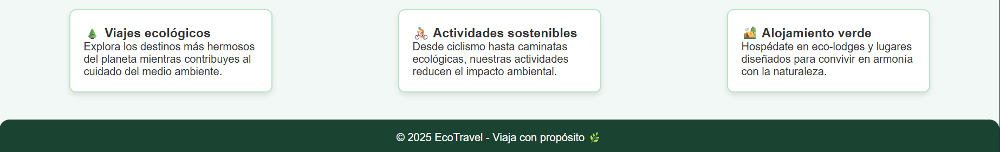 🌲 Viajes ecológicos
Explora los destinos más hermosos
del planeta mientras contribuyes al
cuidado del medio ambiente.
🚴 Actividades sostenibles
Desde ciclismo hasta caminatas
ecológicas, nuestras actividades
reducen el impacto ambiental.
🏕️ Alojamiento verde
Hospédate en eco-lodges y lugares
diseñados para convivir en armonía
con la naturaleza.
© 2025 EcoTravel - Viaja con propósito 🌿